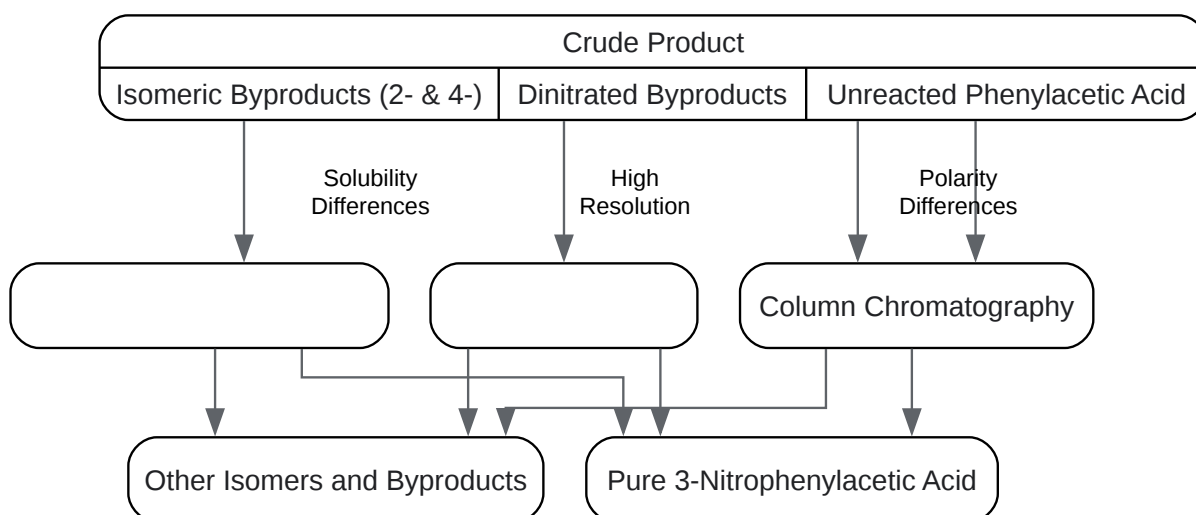 Crude Product
Isomeric Byproducts (2- & 4-)
Dinitrated Byproducts
Unreacted Phenylacetic Acid
Solubility
Differences
High
Resolution
Polarity
Differences
Column Chromatography
Other Isomers and Byproducts
Pure 3-Nitrophenylacetic Acid